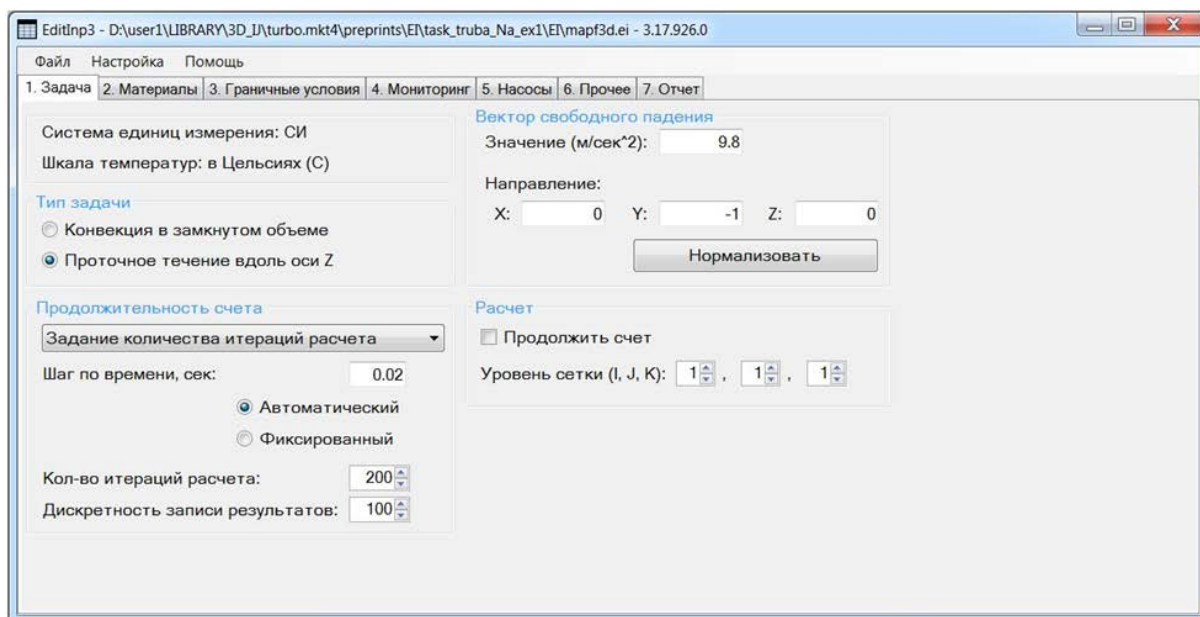 EditInp3 - D:\user1\LIBRARY\3D_IJ\turbo.mkt4\preprints\EI\task_truba_Na_ex1\EI\mapf3d.ei - 3.17.926.0
Файл Настройка Помощь
1. Задача 2. Материалы 3. Граничные условия 4. Мониторинг 5. Насосы 6. Прочее 7. Отчет
Система единиц измерения: СИ
Шкала температур: в Цельсиях (C)
Тип задачи
Конвекция в замкнутом объеме
Проточное течение вдоль оси Z
Продолжительность счета
Задание количества итераций расчета
Шаг по времени, сек: 0.02
Автоматический
Фиксированный
Кол-во итераций расчета: 200
Дискретность записи результатов: 100
Вектор свободного падения
Значение (м/сек^2): 9.8
Направление:
X: 0 Y: -1 Z: 0
Нормализовать
Расчет
Продолжить счет
Уровень сетки (I, J, K): 1 , 1 , 1